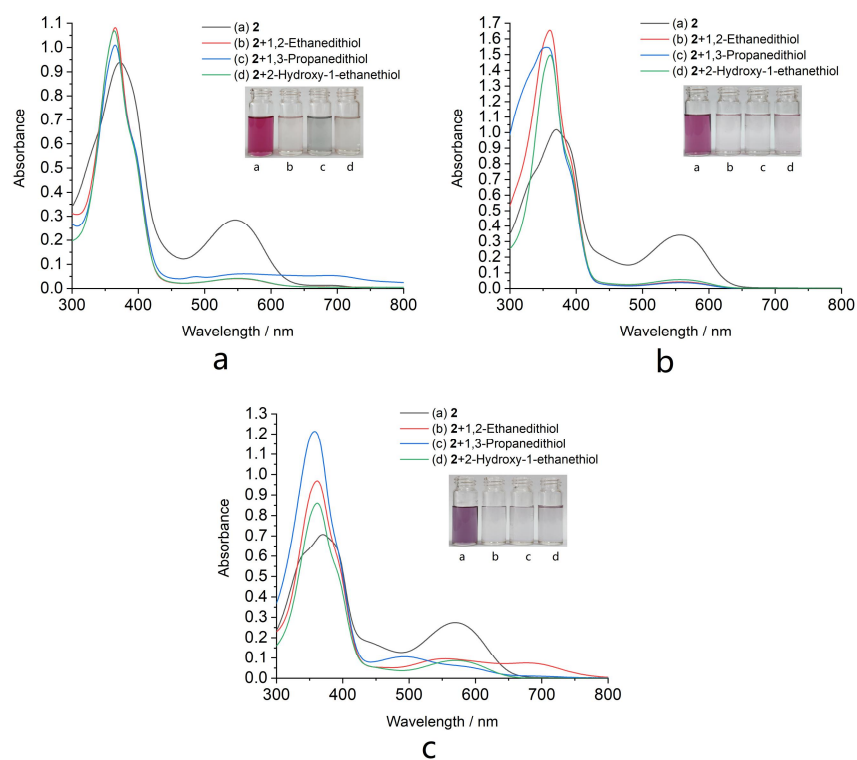 1.1
1.0
0.9
0.8
0.7
0.6
0.5
0.4
0.3
0.2
0.1
0.0
Absorbance
300 400 500 600 700 800
Wavelength / nm
(a) 2
(b) 2+1,2-Ethanedithiol
(c) 2+1,3-Propanedithiol
(d) 2+2-Hydroxy-1-ethanethiol
a b c d
a
1.7
1.6
1.5
1.4
1.3
1.2
1.1
1.0
0.9
0.8
0.7
0.6
0.5
0.4
0.3
0.2
0.1
0.0
Absorbance
300 400 500 600 700 800
Wavelength / nm
(a) 2
(b) 2+1,2-Ethanedithiol
(c) 2+1,3-Propanedithiol
(d) 2+2-Hydroxy-1-ethanethiol
a b c d
b
1.3
1.2
1.1
1.0
0.9
0.8
0.7
0.6
0.5
0.4
0.3
0.2
0.1
0.0
Absorbance
300 400 500 600 700 800
Wavelength / nm
(a) 2
(b) 2+1,2-Ethanedithiol
(c) 2+1,3-Propanedithiol
(d) 2+2-Hydroxy-1-ethanethiol
a b c d
c